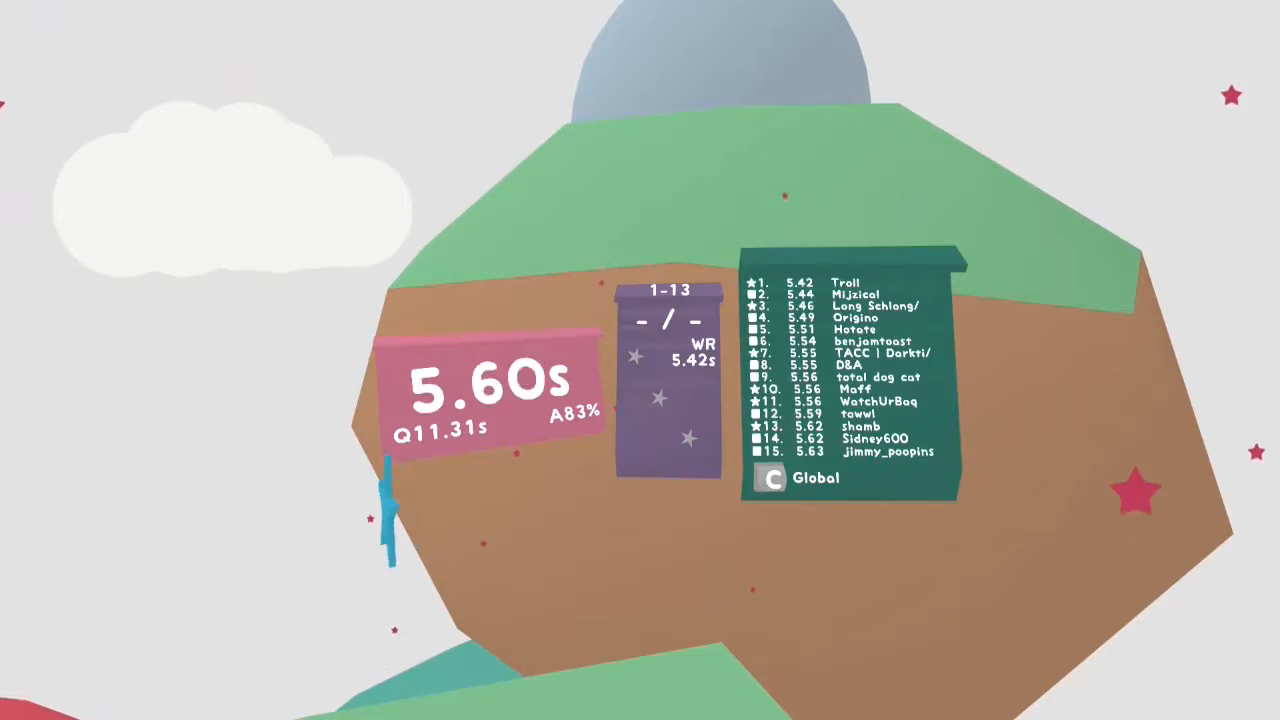 5.60s
Q11.31s
A83%
1-13
- / -
WR
5.42s
1. 5.42 Troll
2. 5.44 Mijzical
3. 5.46 Long Schlong/
4. 5.49 Origino
5. 5.51 Hotate
6. 5.54 benjamtoast
7. 5.55 TACC | Darkti/
8. 5.55 D&A
9. 5.56 total dog cat
10. 5.56 Maff
11. 5.56 WatchUrBaq
12. 5.59 tawwl
13. 5.62 shamb
14. 5.62 Sidney600
15. 5.63 jimmy_poopins
C Global